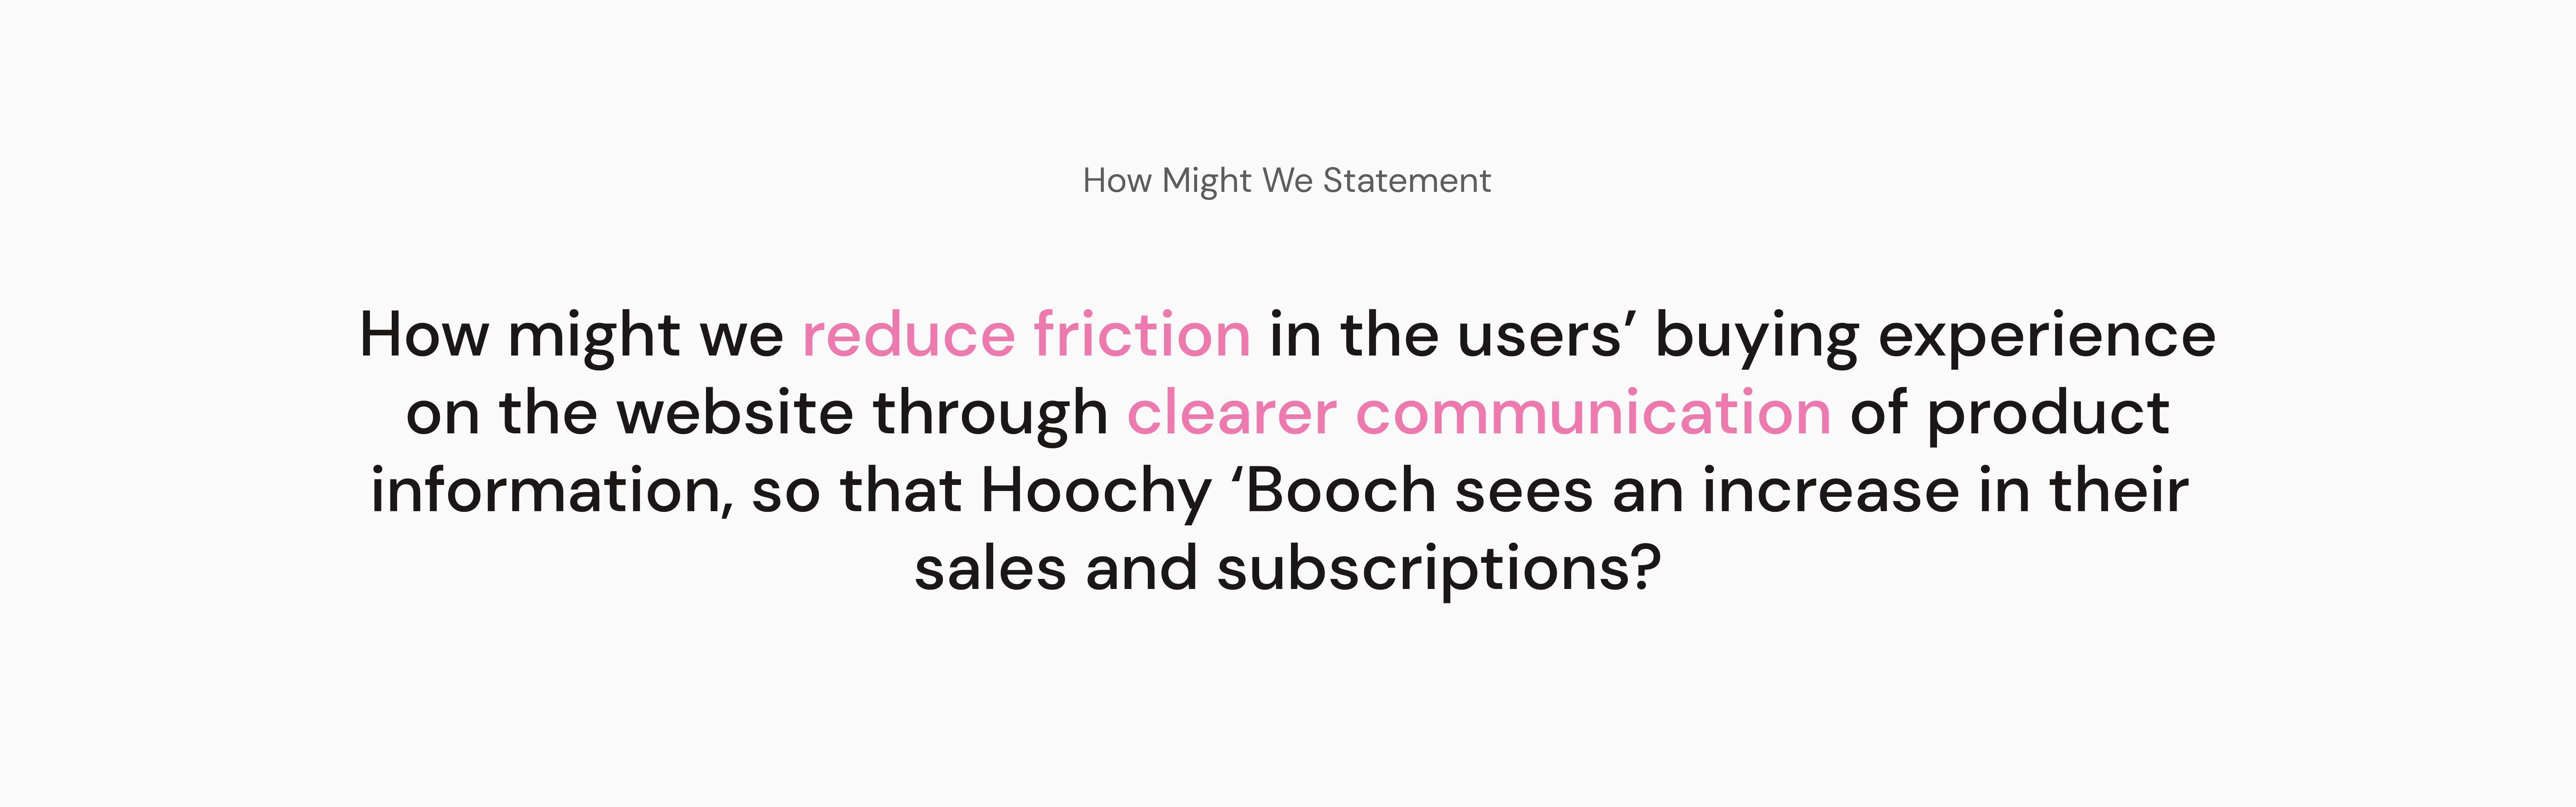 How Might We Statement
How might we reduce friction in the users’ buying experience
on the website through clearer communication of product
information, so that Hoochy ‘Booch sees an increase in their
sales and subscriptions?